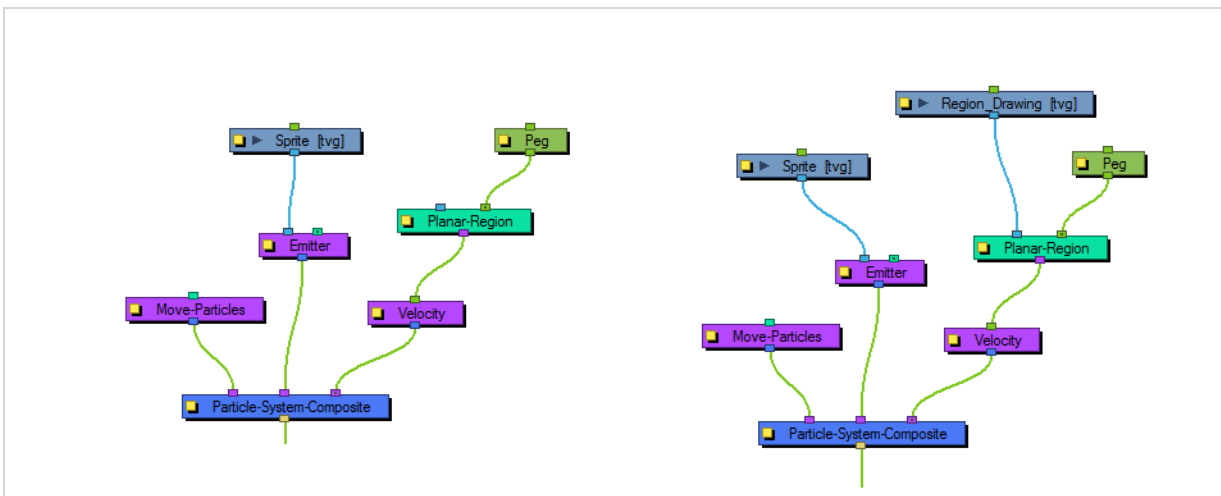 Sprite [tvg]
Peg
Planar-Region
Emitter
Move-Particles
Velocity
Particle-System-Composite
Region_Drawing [tvg]
Sprite [tvg]
Peg
Planar-Region
Emitter
Move-Particles
Velocity
Particle-System-Composite